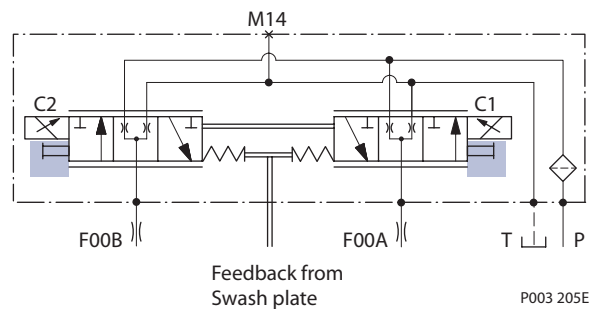 M14
C2
C1
F00B
F00A
T
P
Feedback from
Swash plate
P003 205E